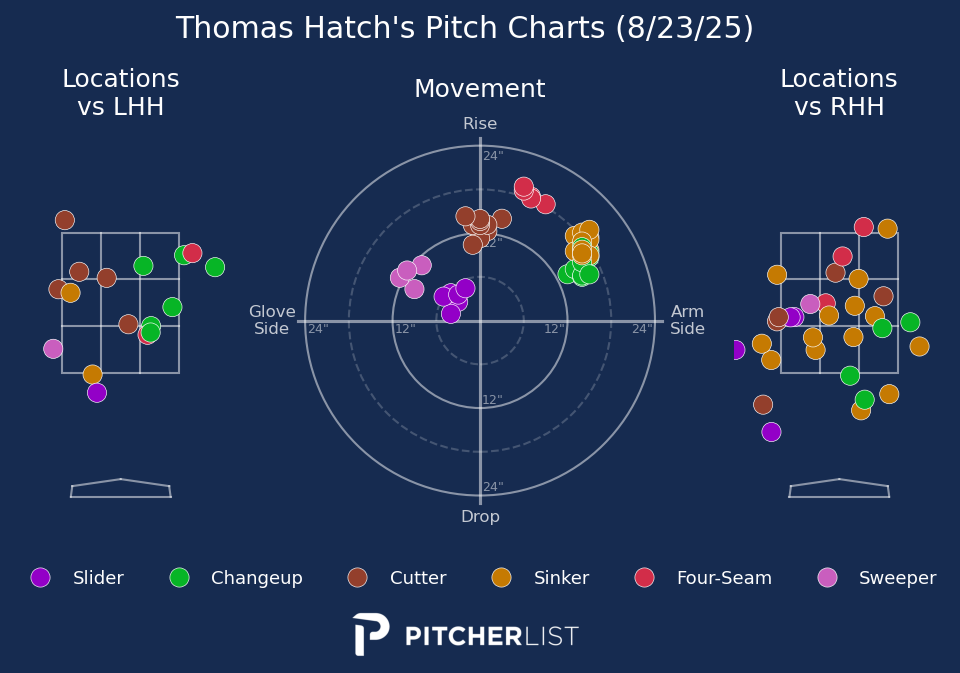 Thomas Hatch's Pitch Charts (8/23/25)
Locations
vs LHH
Movement
Locations
vs RHH
Rise
24"
12"
Glove
Side
24"
12"
12"
24"
Arm
Side
12"
24"
Drop
Slider
Changeup
Cutter
Sinker
Four-Seam
Sweeper
PITCHERLIST